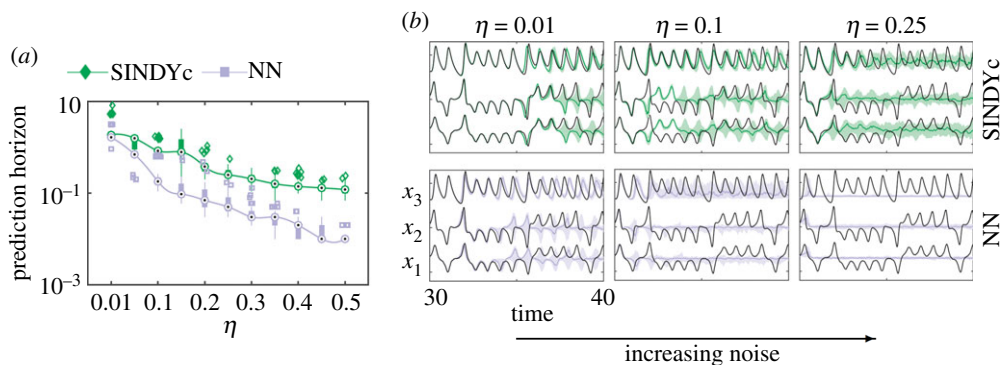 (a)
SINDYc NN
prediction horizon
10
10⁻¹
10⁻³
0.01 0.1 0.2 0.3 0.4 0.5
η
(b)
η = 0.01 η = 0.1 η = 0.25
SINDYc
x₃
x₂
x₁
NN
30 40
time
increasing noise